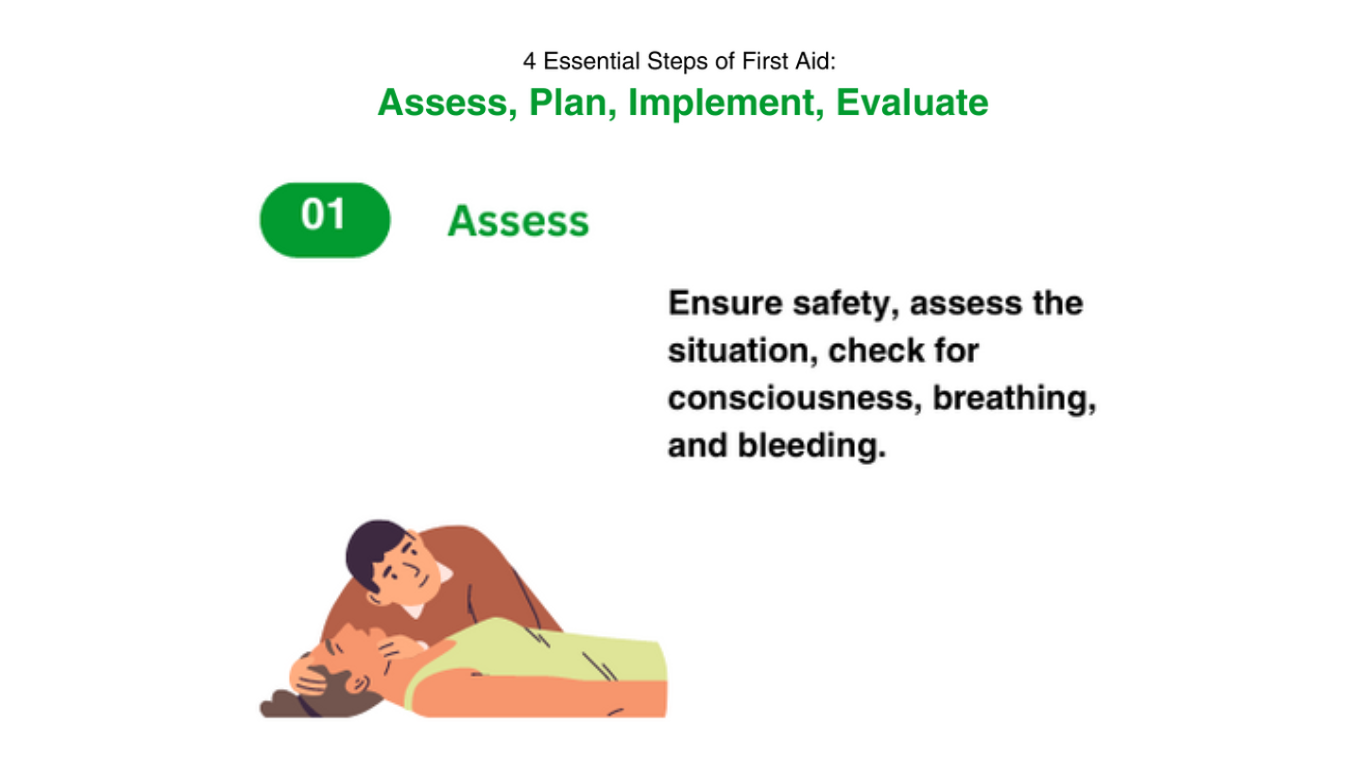 4 Essential Steps of First Aid:
Assess, Plan, Implement, Evaluate
01 Assess
Ensure safety, assess the
situation, check for
consciousness, breathing,
and bleeding.